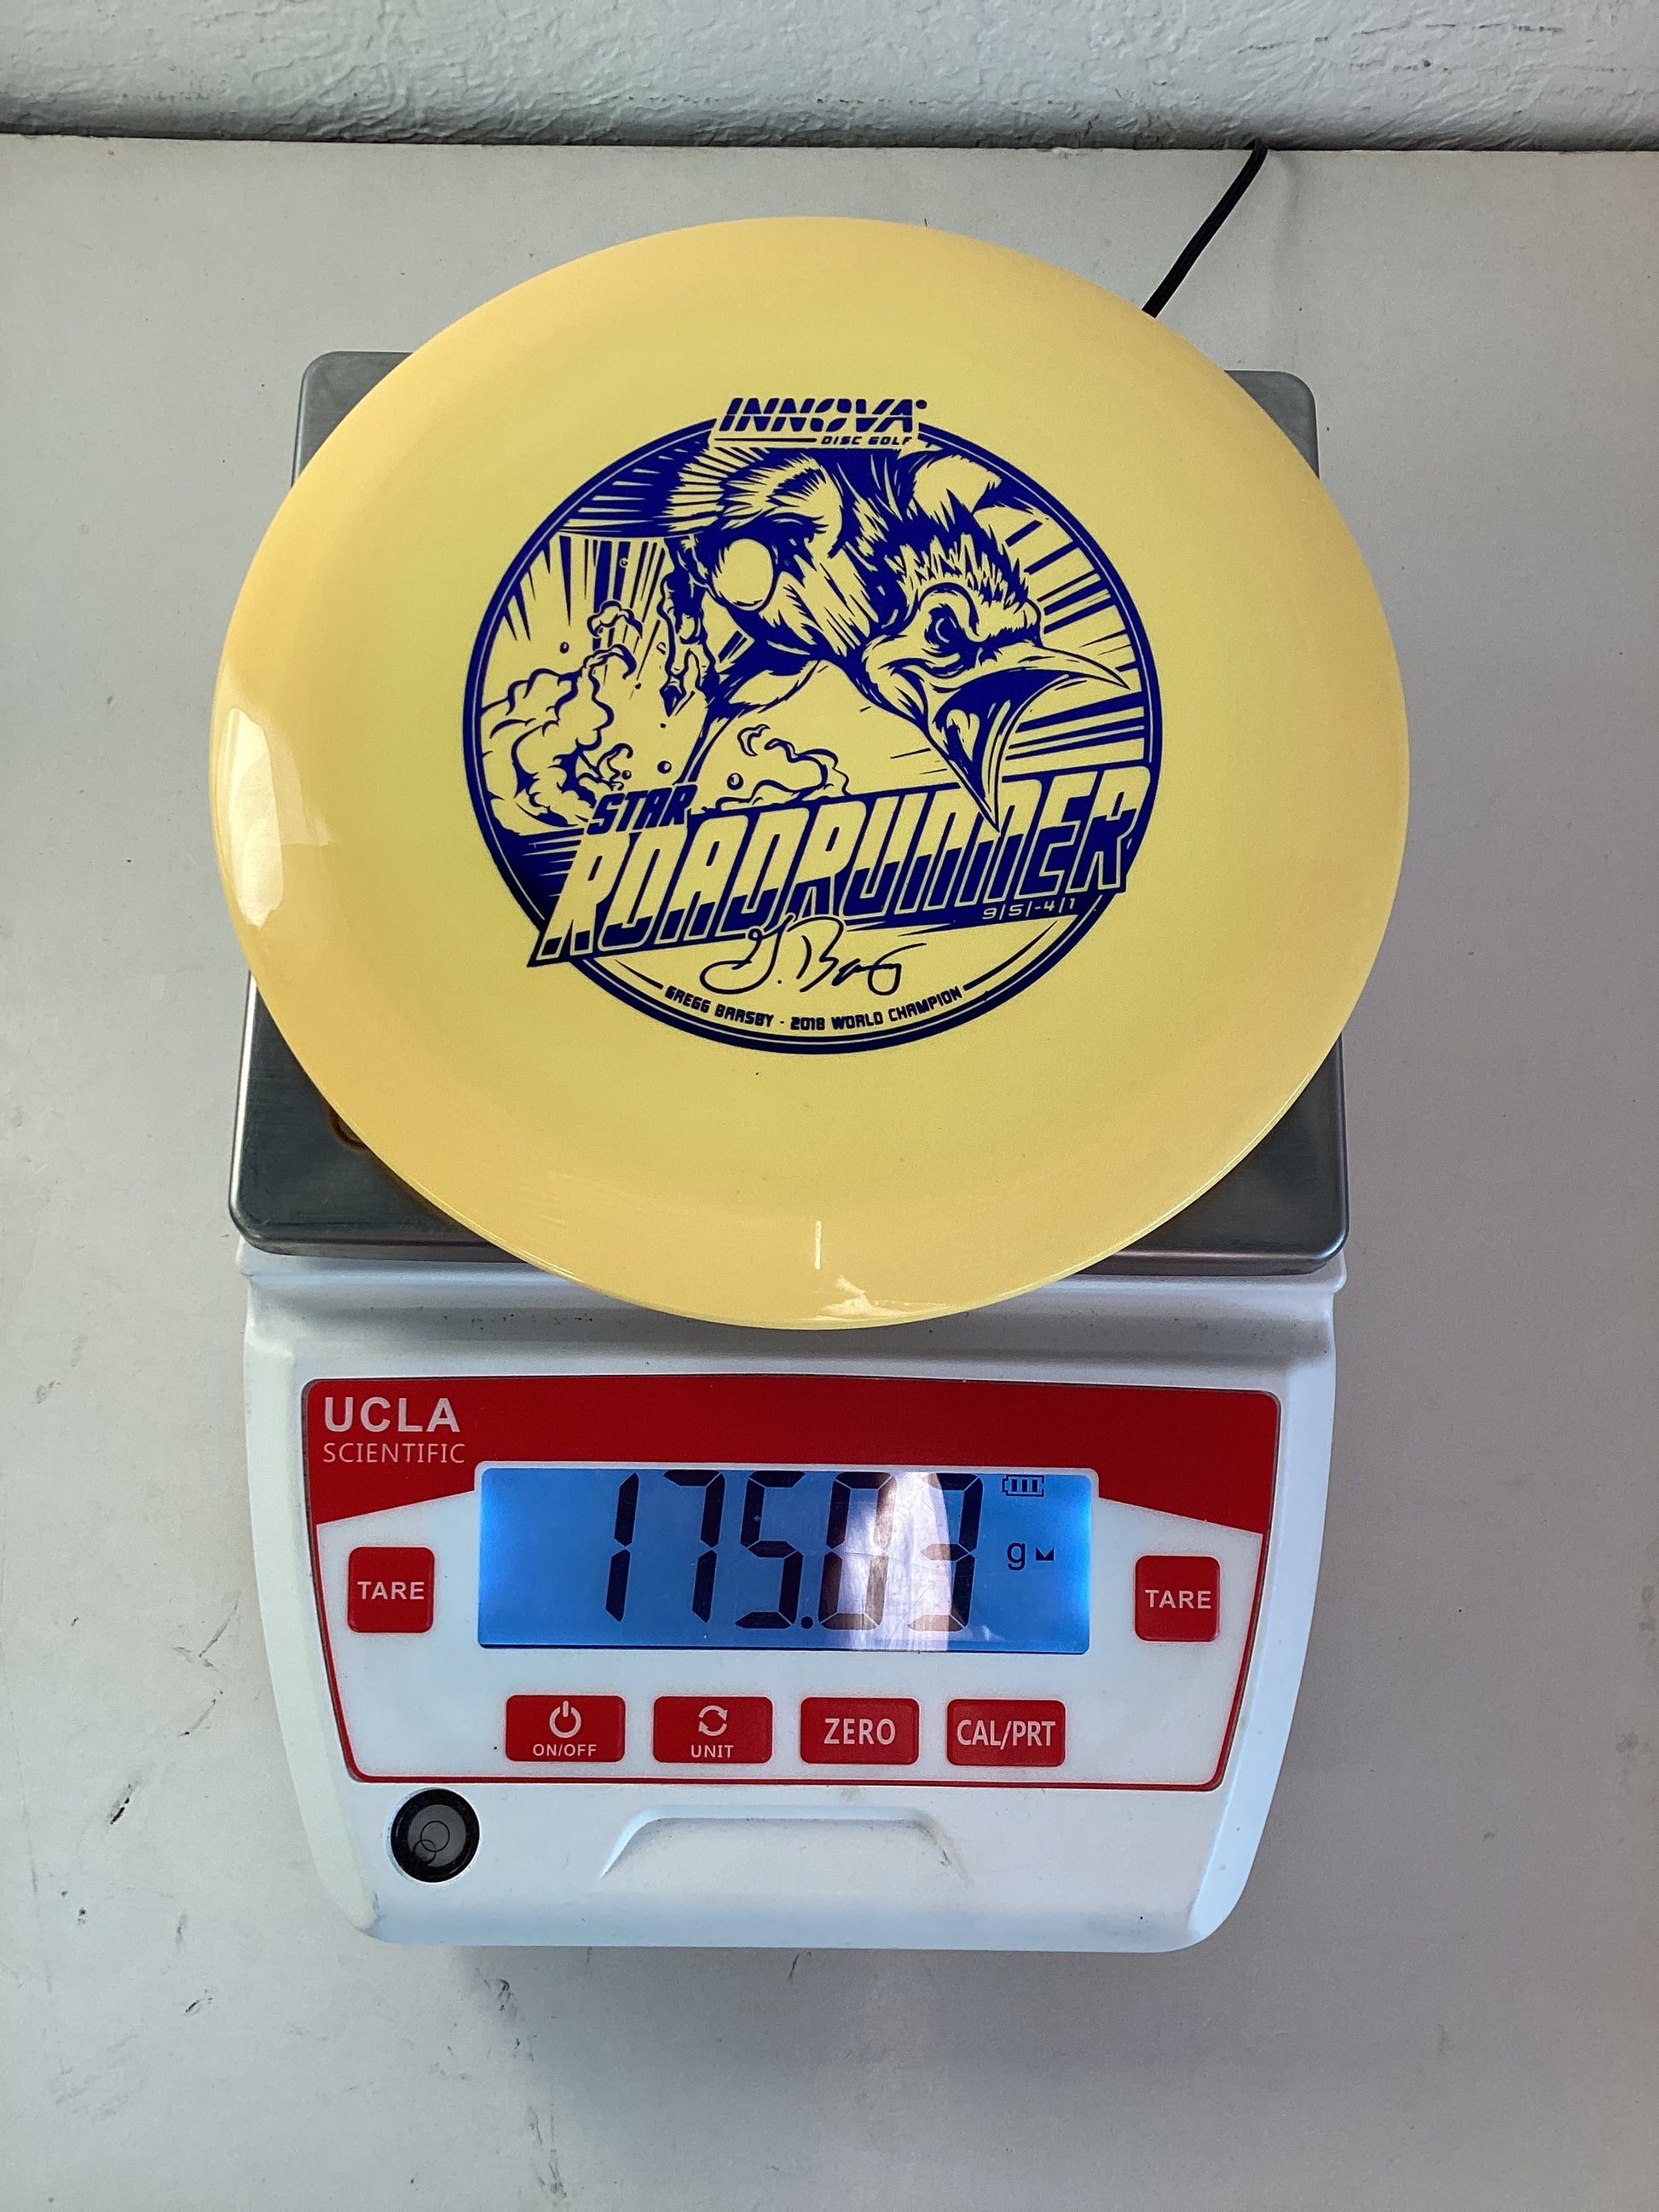 INNOVA
DISC GOLF
STAR
ROADRUNNER
9|5|-4|1
G. Bar
GREGG BARSBY - 2018 WORLD CHAMPION
UCLA
SCIENTIFIC
175.03 g
TARE
TARE
ON/OFF
UNIT
ZERO
CAL/PRT